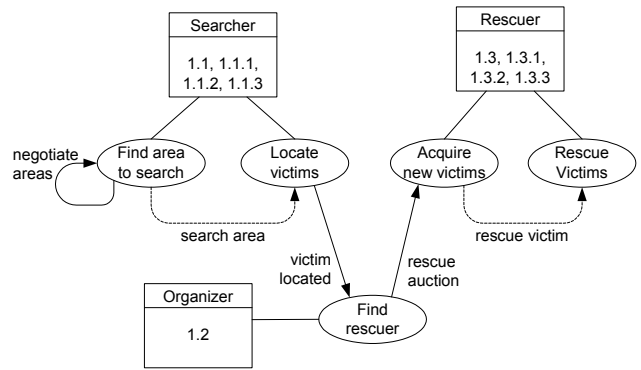 Searcher
1.1, 1.1.1,
1.1.2, 1.1.3
Rescuer
1.3, 1.3.1,
1.3.2, 1.3.3
negotiate
areas
Find area
to search
Locate
victims
Acquire
new victims
Rescue
Victims
search area
rescue victim
victim
located
rescue
auction
Organizer
1.2
Find
rescuer